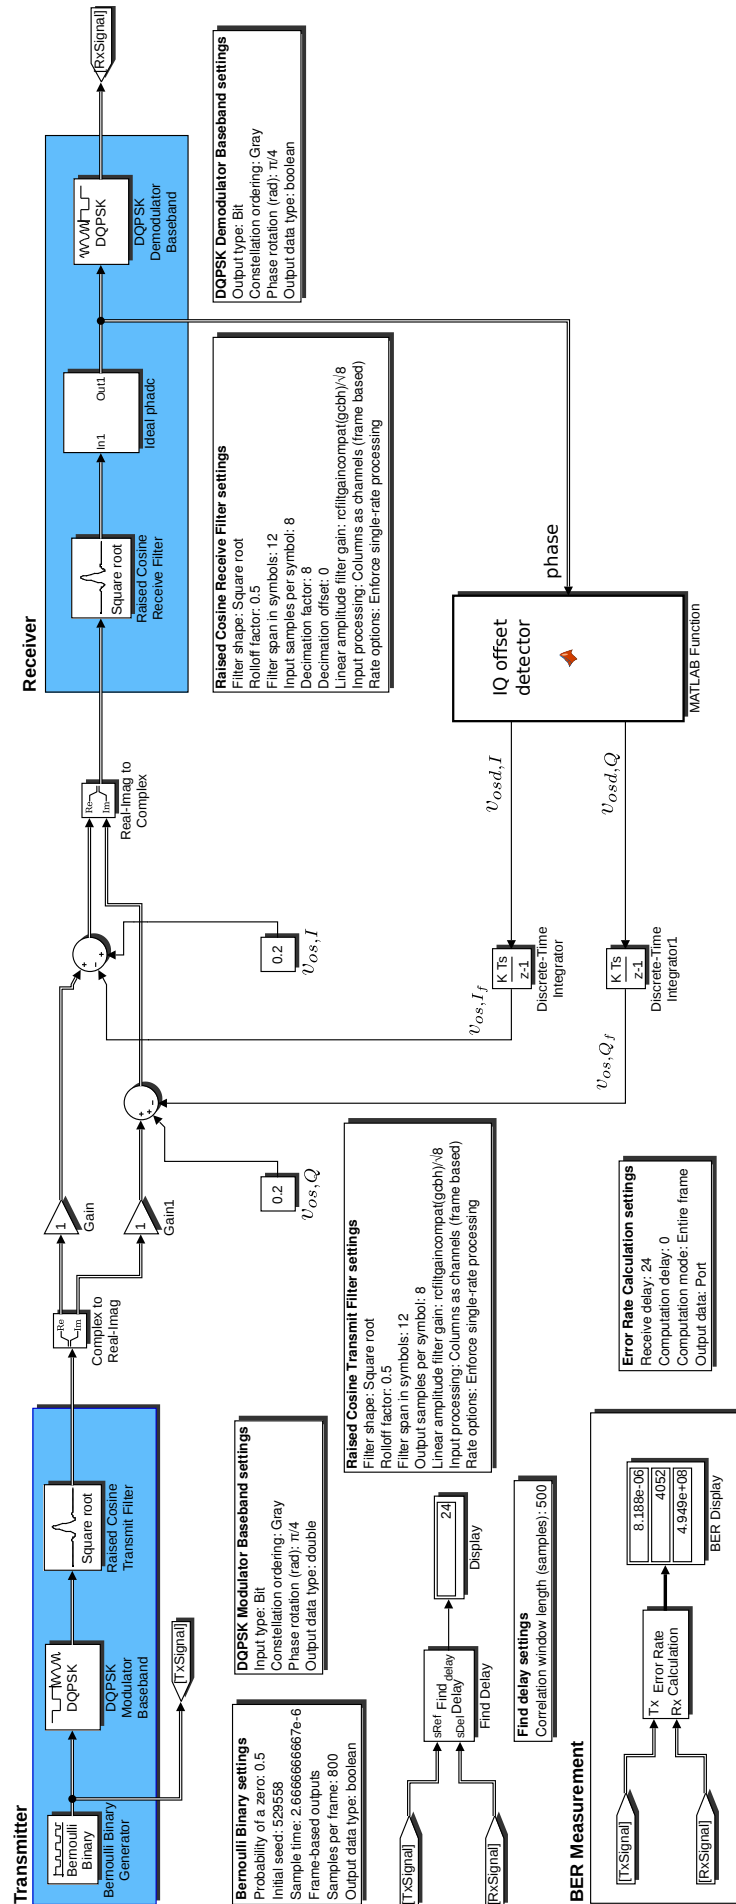 Transmitter
Bernoulli
Binary
Bernoulli Binary
Generator
DQPSK
DQPSK
Modulator
Baseband
[TxSignal]
Square root
Raised Cosine
Transmit Filter
Re
Im
Complex to
Real-Imag
1
Gain
1
Gain1
+
−
+
+
+
−
0.2
v_{os,Q}
0.2
v_{os,I}
Re
Im
Real-Imag to
Complex
Receiver
Square root
Raised Cosine
Receive Filter
In1
Out1
Ideal phadc
DQPSK
DQPSK
Demodulator
Baseband
[RxSignal]
Bernoulli Binary settings
Probability of a zero: 0.5
Initial seed: 529558
Sample time: 2.6666666667e-6
Frame-based outputs
Samples per frame: 800
Output data type: boolean
DQPSK Modulator Baseband settings
Input type: Bit
Constellation ordering: Gray
Phase rotation (rad): π/4
Output data type: double
Raised Cosine Transmit Filter settings
Filter shape: Square root
Rolloff factor: 0.5
Filter span in symbols: 12
Output samples per symbol: 8
Linear amplitude filter gain: rcfiltgaincompat(gcbh)/√8
Input processing: Columns as channels (frame based)
Rate options: Enforce single-rate processing
Raised Cosine Receive Filter settings
Filter shape: Square root
Rolloff factor: 0.5
Filter span in symbols: 12
Input samples per symbol: 8
Decimation factor: 8
Decimation offset: 0
Linear amplitude filter gain: rcfiltgaincompat(gcbh)/√8
Input processing: Columns as channels (frame based)
Rate options: Enforce single-rate processing
DQPSK Demodulator Baseband settings
Output type: Bit
Constellation ordering: Gray
Phase rotation (rad): π/4
Output data type: boolean
v_{os,I_f}
K Ts
z-1
Discrete-Time
Integrator
v_{osd,I}
v_{os,Q_f}
K Ts
z-1
Discrete-Time
Integrator1
v_{osd,Q}
IQ offset
detector
MATLAB Function
phase
[TxSignal]
[RxSignal]
sRef
sDel
Find
Delay
delay
Find Delay
24
Display
Find delay settings
Correlation window length (samples): 500
BER Measurement
[TxSignal]
[RxSignal]
Tx
Rx
Error Rate
Calculation
8.188e-06
4052
4.949e+08
BER Display
Error Rate Calculation settings
Receive delay: 24
Computation delay: 0
Computation mode: Entire frame
Output data: Port